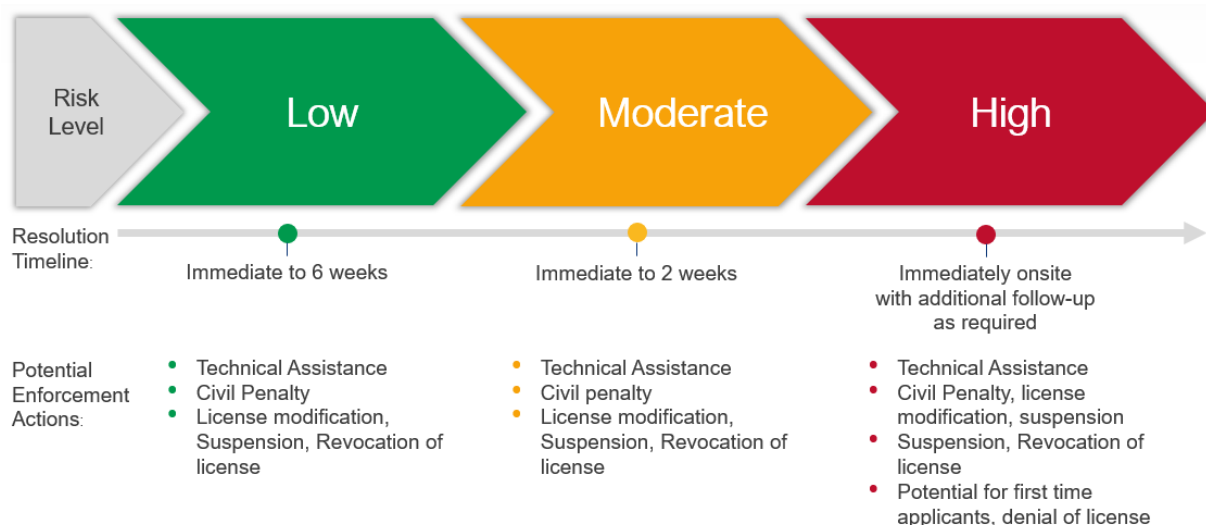 Risk
Level
Low
Moderate
High
Resolution
Timeline:
Immediate to 6 weeks
Immediate to 2 weeks
Immediately onsite
with additional follow-up
as required
Potential
Enforcement
Actions:
• Technical Assistance
• Civil Penalty
• License modification,
Suspension, Revocation of
license
• Technical Assistance
• Civil penalty
• License modification,
Suspension, Revocation of
license
• Technical Assistance
• Civil Penalty, license
modification, suspension
• Suspension, Revocation of
license
• Potential for first time
applicants, denial of license